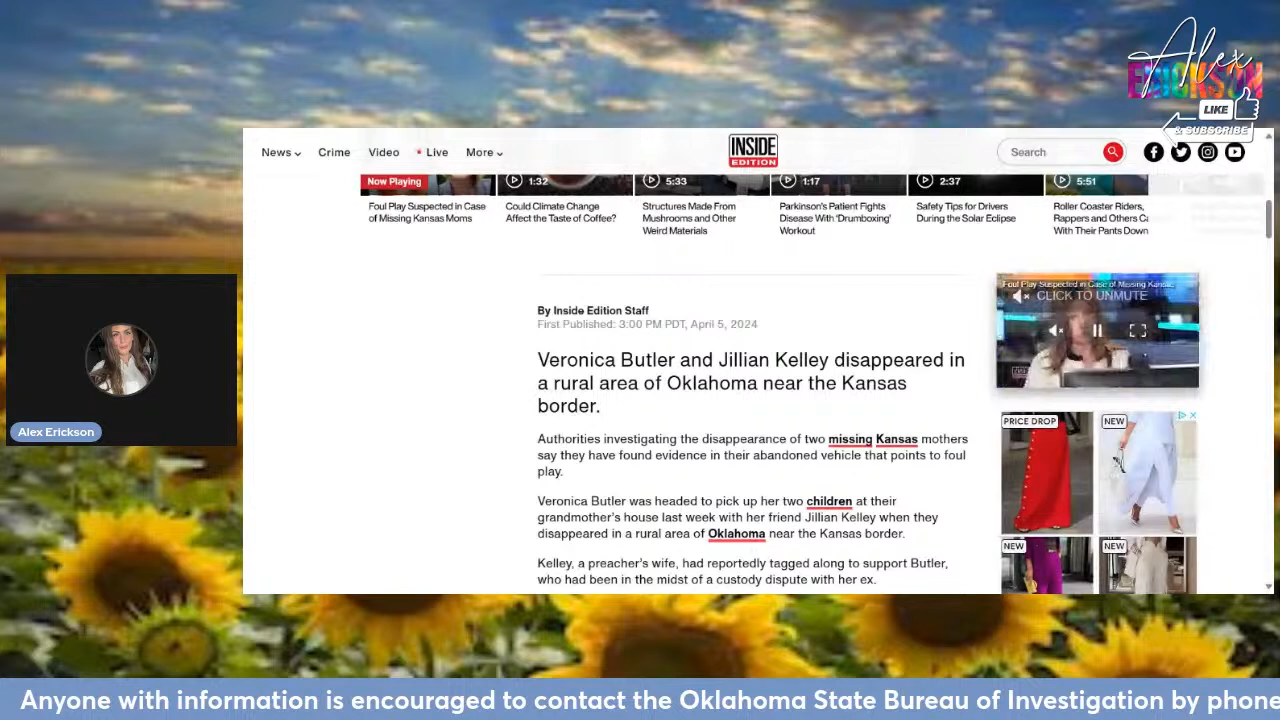 Alex
ERICKSON
LIKE
& SUBSCRIBE
News
Crime
Video
Live
More
INSIDE
EDITION
Search
Now Playing
1:32
5:33
1:17
2:37
5:51
Foul Play Suspected in Case
of Missing Kansas Moms
Could Climate Change
Affect the Taste of Coffee?
Structures Made From
Mushrooms and Other
Weird Materials
Parkinson's Patient Fights
Disease With 'Drumboxing'
Workout
Safety Tips for Drivers
During the Solar Eclipse
Roller Coaster Riders,
Rappers and Others Ca
With Their Pants Down
By Inside Edition Staff
First Published: 3:00 PM PDT, April 5, 2024
Veronica Butler and Jillian Kelley disappeared in
a rural area of Oklahoma near the Kansas
border.
Authorities investigating the disappearance of two missing Kansas mothers
say they have found evidence in their abandoned vehicle that points to foul
play.
Veronica Butler was headed to pick up her two children at their
grandmother's house last week with her friend Jillian Kelley when they
disappeared in a rural area of Oklahoma near the Kansas border.
Kelley, a preacher's wife, had reportedly tagged along to support Butler,
who had been in the midst of a custody dispute with her ex.
Foul Play Suspected in Case of Missing Kansas
CLICK TO UNMUTE
PRICE DROP
NEW
NEW
NEW
Alex Erickson
Anyone with information is encouraged to contact the Oklahoma State Bureau of Investigation by phone